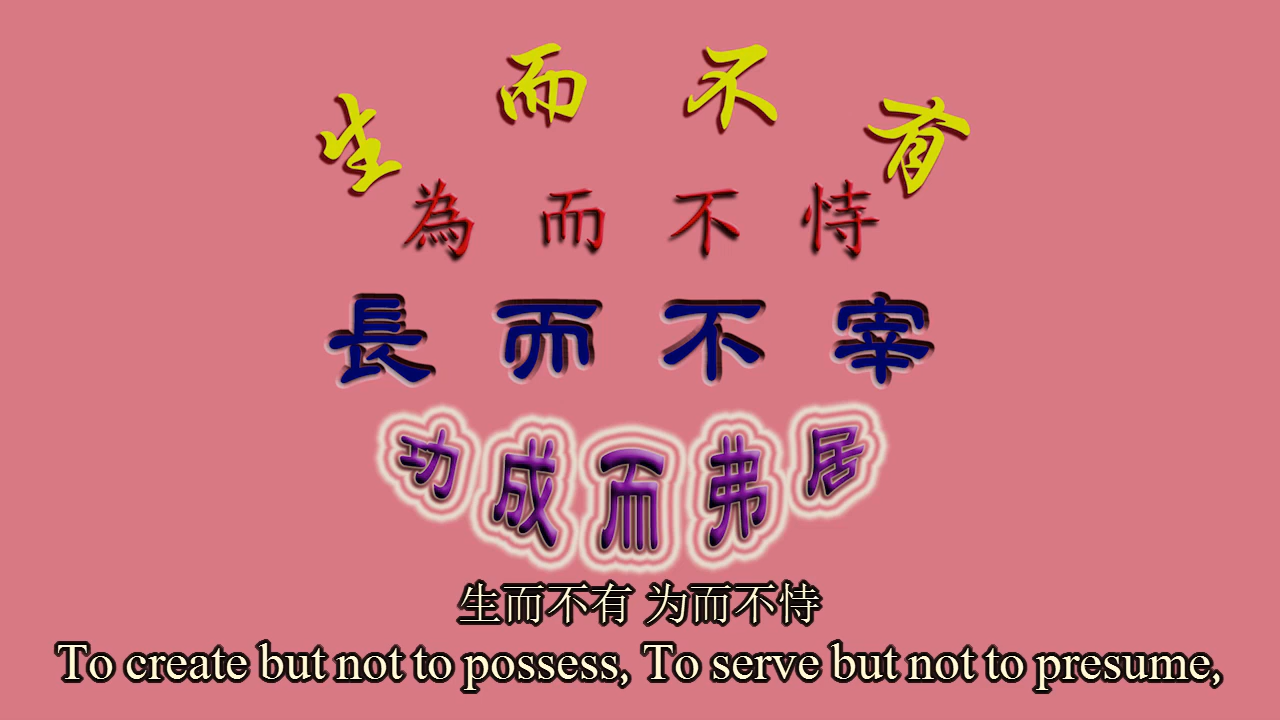 生而不有
為而不恃
長而不宰
功成而弗居
生而不有 为而不恃
To create but not to possess, To serve but not to presume,